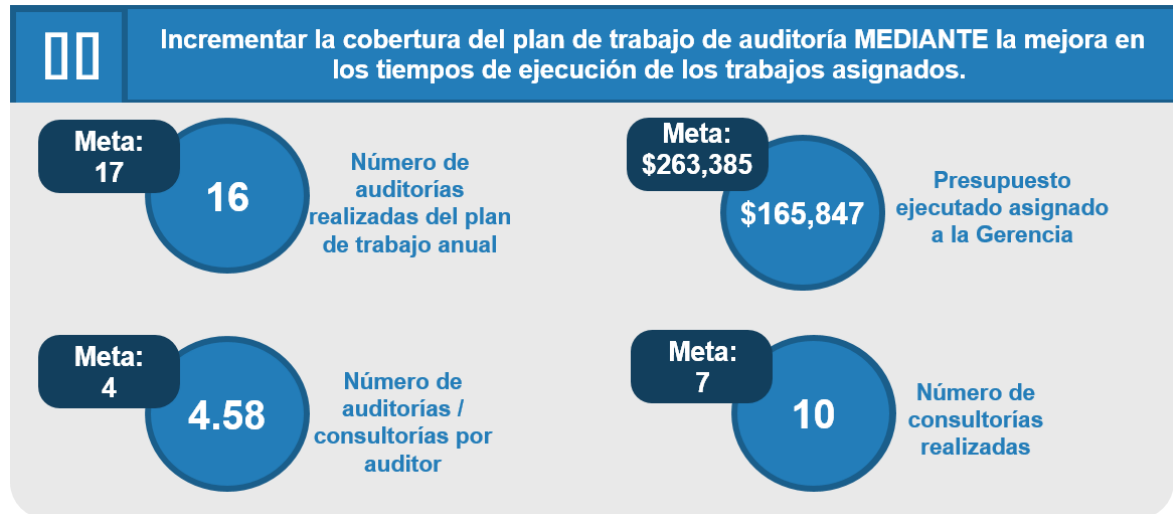 Incrementar la cobertura del plan de trabajo de auditoría MEDIANTE la mejora en
los tiempos de ejecución de los trabajos asignados.
Meta:
17
16
Número de
auditorías
realizadas del plan
de trabajo anual
Meta:
$263,385
$165,847
Presupuesto
ejecutado asignado
a la Gerencia
Meta:
4
4.58
Número de
auditorías /
consultorías por
auditor
Meta:
7
10
Número de
consultorías
realizadas